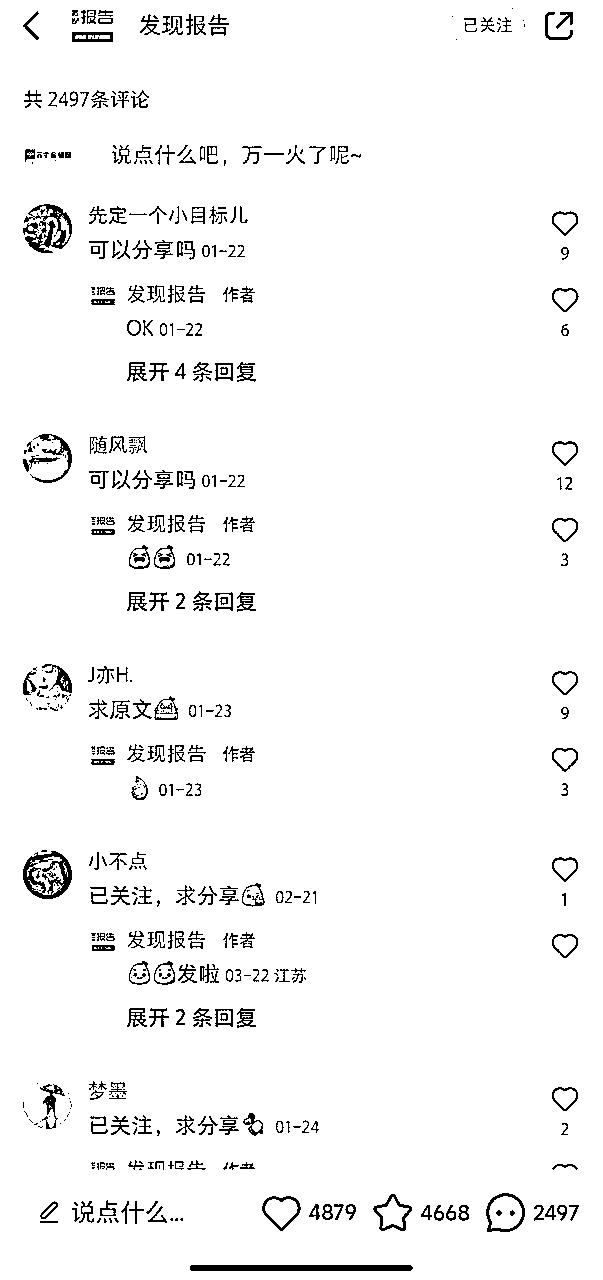 发现报告
已关注
共 2497条评论
说点什么吧，万一火了呢~
先定一个小目标儿
可以分享吗 01-22
9
发现报告 作者
OK 01-22
6
展开 4 条回复
随风飘
可以分享吗 01-22
12
发现报告 作者
01-22
3
展开 2 条回复
J亦H.
求原文 01-23
9
发现报告 作者
01-23
3
小不点
已关注，求分享 02-21
1
发现报告 作者
发啦 03-22 江苏
展开 2 条回复
梦墨
已关注，求分享 01-24
2
发现报告 作者
说点什么... 4879 4668 2497